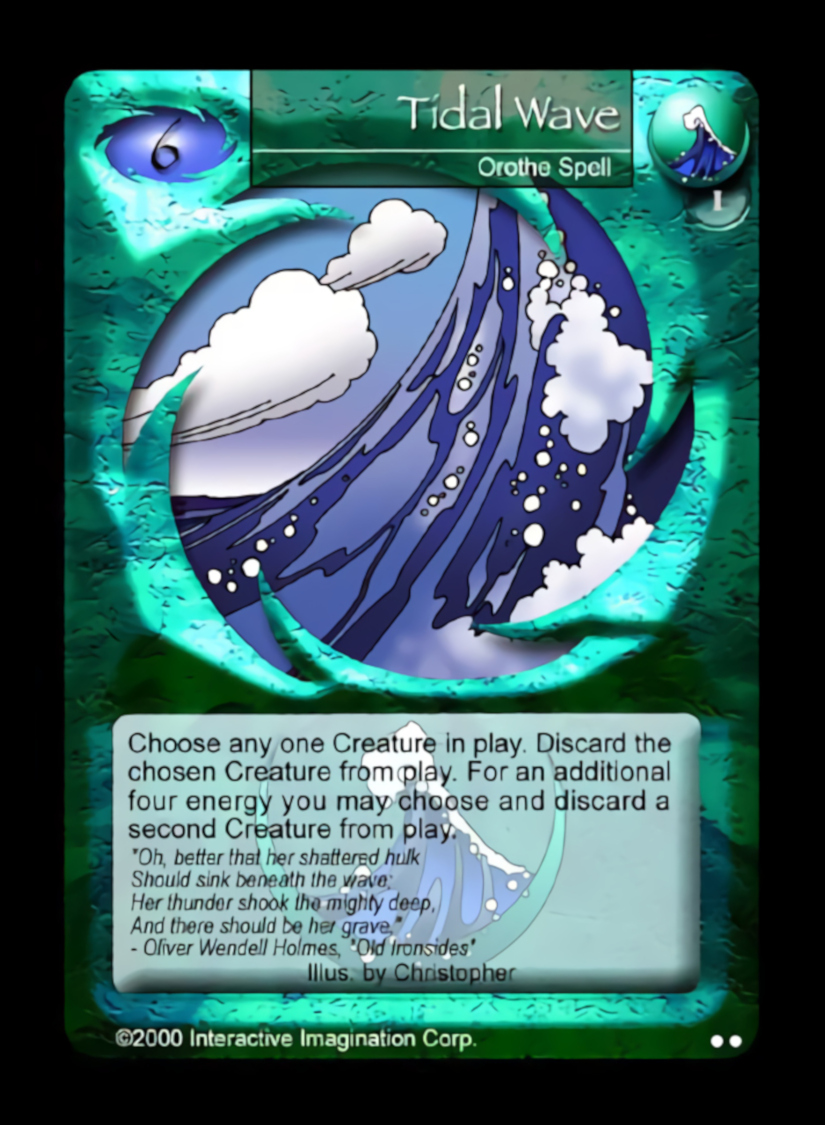 6
Tidal Wave
Orothe Spell
1
Choose any one Creature in play. Discard the
chosen Creature from play. For an additional
four energy you may choose and discard a
second Creature from play.
"Oh, better that her shattered hulk
Should sink beneath the wave;
Her thunder shook the mighty deep,
And there should be her grave."
- Oliver Wendell Holmes, "Old Ironsides"
Illus. by Christopher
©2000 Interactive Imagination Corp.